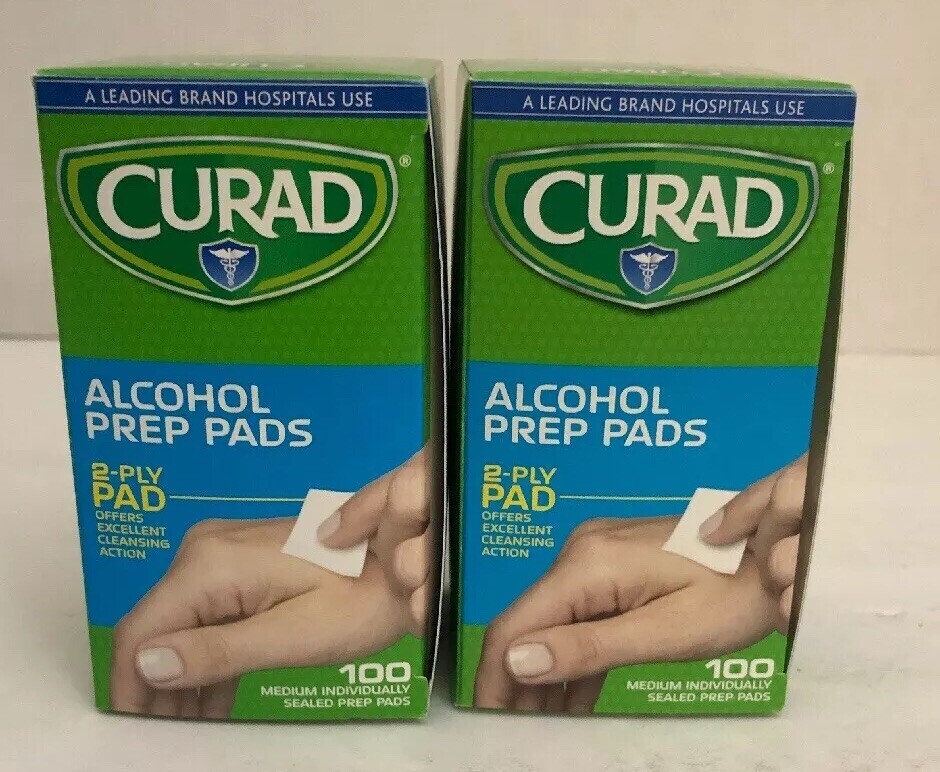 A LEADING BRAND HOSPITALS USE
CURAD®
ALCOHOL
PREP PADS
2-PLY
PAD
OFFERS
EXCELLENT
CLEANSING
ACTION
100
MEDIUM INDIVIDUALLY
SEALED PREP PADS
A LEADING BRAND HOSPITALS USE
CURAD®
ALCOHOL
PREP PADS
2-PLY
PAD
OFFERS
EXCELLENT
CLEANSING
ACTION
100
MEDIUM INDIVIDUALLY
SEALED PREP PADS